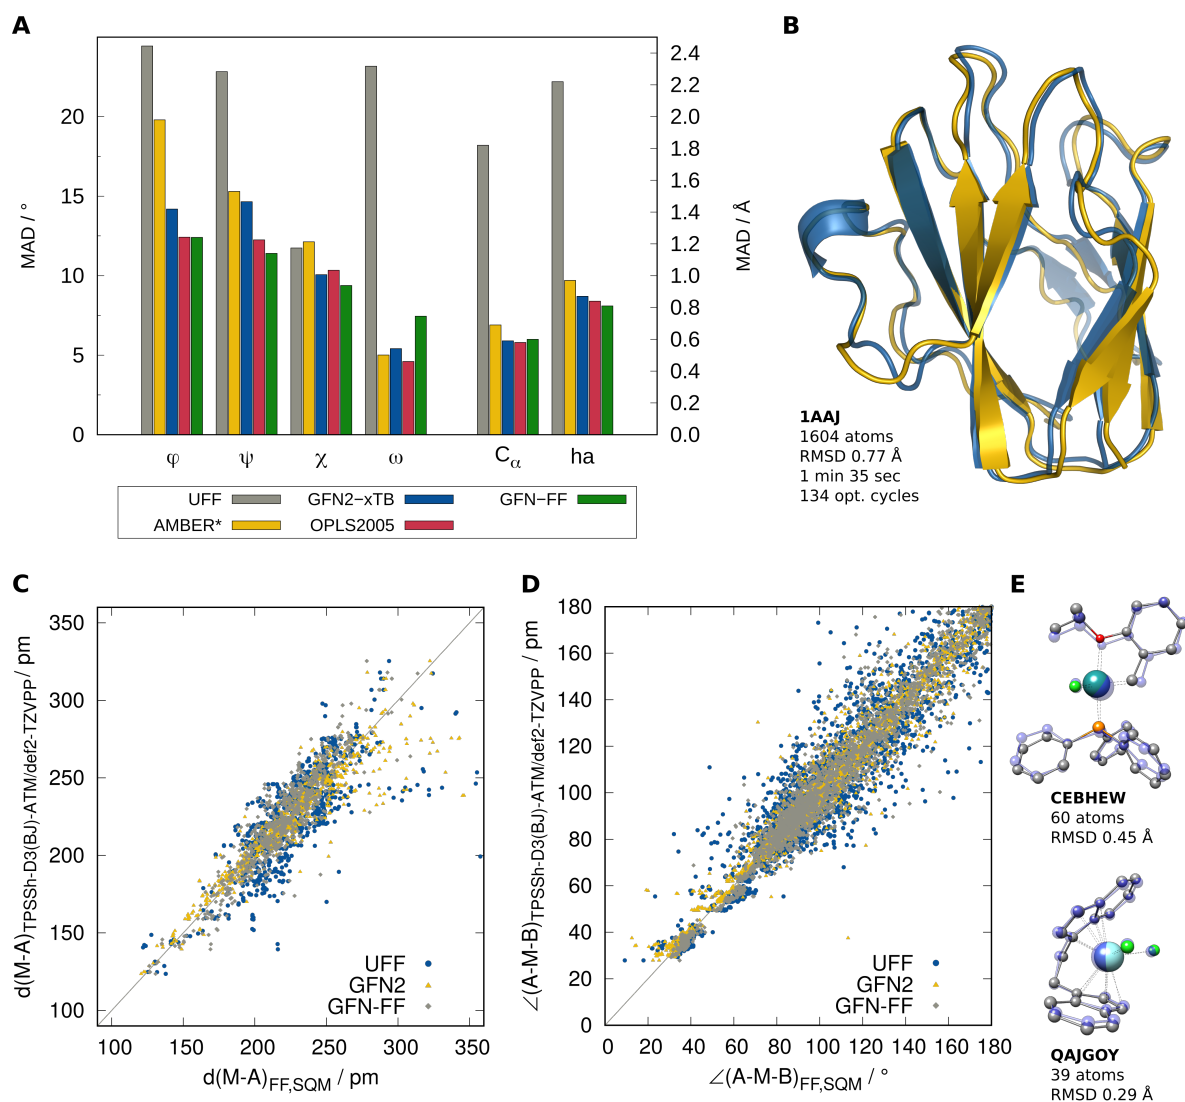 A
B
MAD / °
0
5
10
15
20
MAD / Å
2.4
2.2
2.0
1.8
1.6
1.4
1.2
1.0
0.8
0.6
0.4
0.2
0.0
φ ψ χ ω Cα ha
UFF GFN2−xTB GFN−FF
AMBER* OPLS2005
1AAJ
1604 atoms
RMSD 0.77 Å
1 min 35 sec
134 opt. cycles
C
d(M-A)TPSSh-D3(BJ)-ATM/def2-TZVPP / pm
350
300
250
200
150
100
100 150 200 250 300 350
d(M-A)FF,SQM / pm
UFF
GFN2
GFN-FF
D
∠(A-M-B)TPSSh-D3(BJ)-ATM/def2-TZVPP / pm
180
160
140
120
100
80
60
40
20
0
0 20 40 60 80 100 120 140 160 180
∠(A-M-B)FF,SQM / °
UFF
GFN2
GFN-FF
E
CEBHEW
60 atoms
RMSD 0.45 Å
QAJGOY
39 atoms
RMSD 0.29 Å